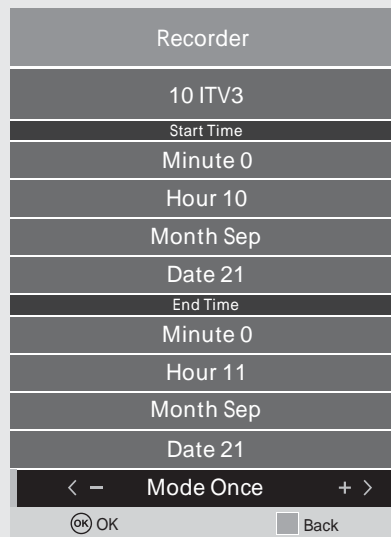 Recorder
10 ITV3
Start Time
Minute 0
Hour 10
Month Sep
Date 21
End Time
Minute 0
Hour 11
Month Sep
Date 21
< – Mode Once + >
OK OK Back